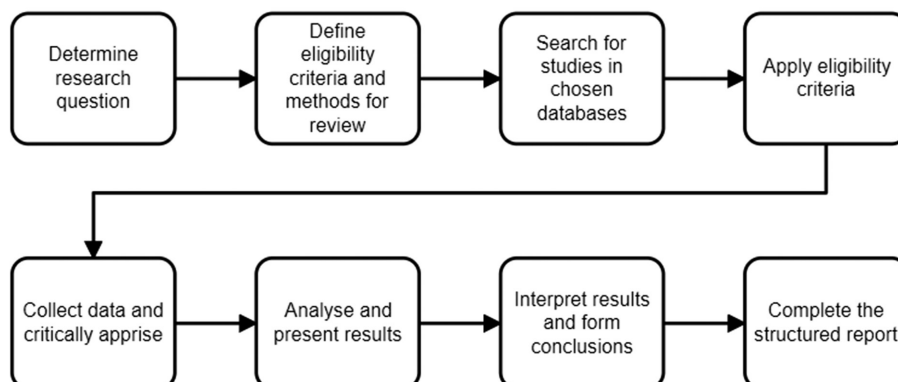 Determine
research
question
Define
eligibility
criteria and
methods for
review
Search for
studies in
chosen
databases
Apply eligibility
criteria
Collect data and
critically apprise
Analyse and
present results
Interpret results
and form
conclusions
Complete the
structured report